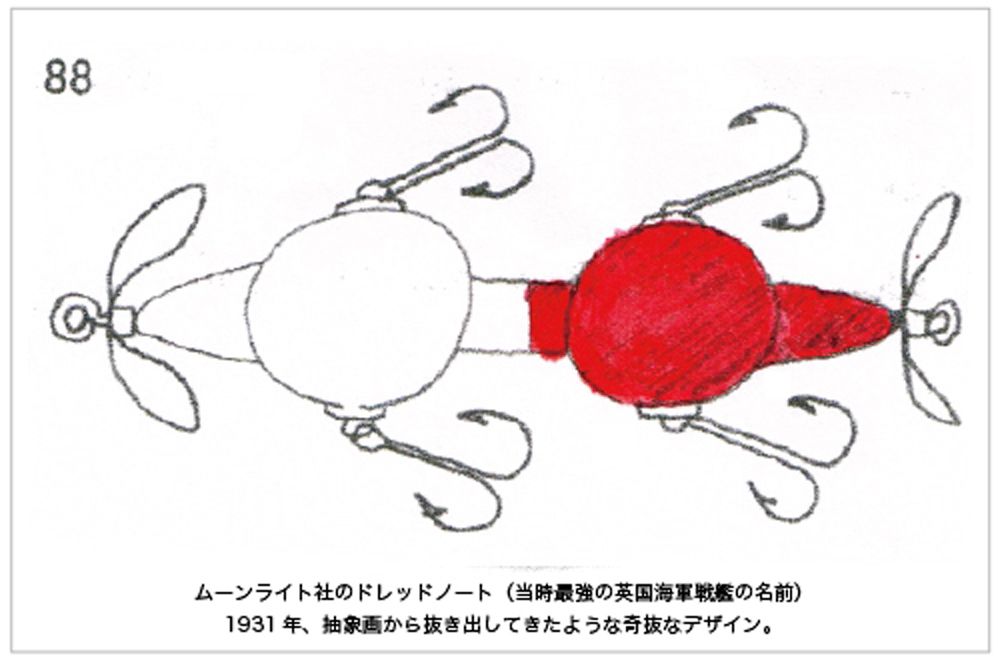 88
ムーンライト社のドレッドノート（当時最強の英国海軍戦艦の名前）
1931 年、抽象画から抜き出してきたような奇抜なデザイン。